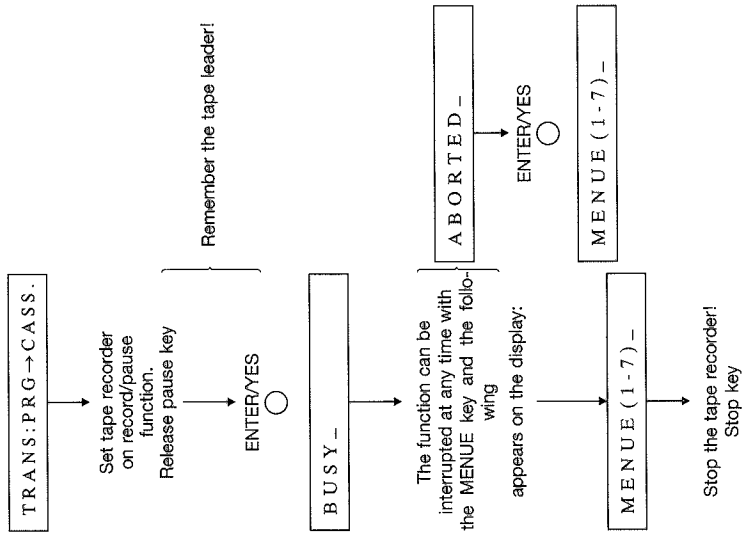 TRANS:PRG→CASS.
Set tape recorder
on record/pause
function.
Release pause key
Remember the tape leader!
ENTER/YES
BUSY_
The function can be
interrupted at any time with
the MENUE key and the follo-
wing
appears on the display:
ABORTED_
ENTER/YES
MENUE(1-7)_
MENUE(1-7)_
Stop the tape recorder!
Stop key